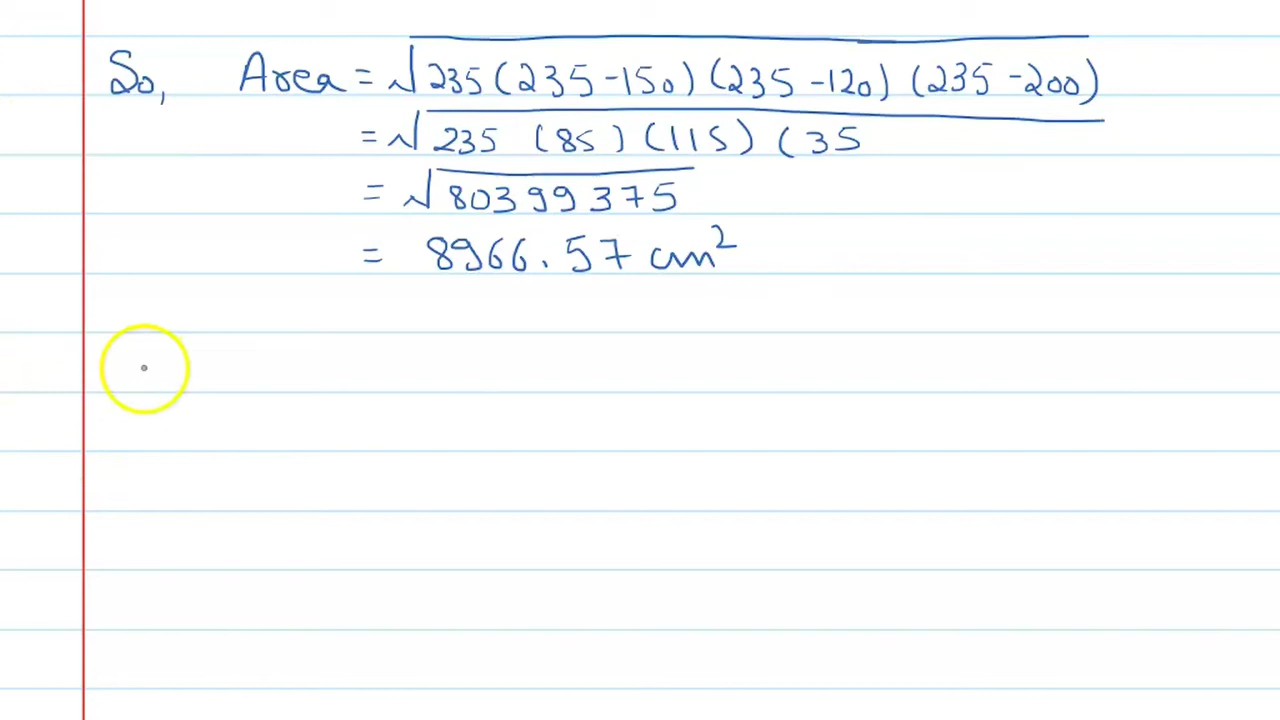 So, Area = √235(235-150)(235-120)(235-200)
= √235 (85)(115)(35
= √80399375
= 8966.57 cm²